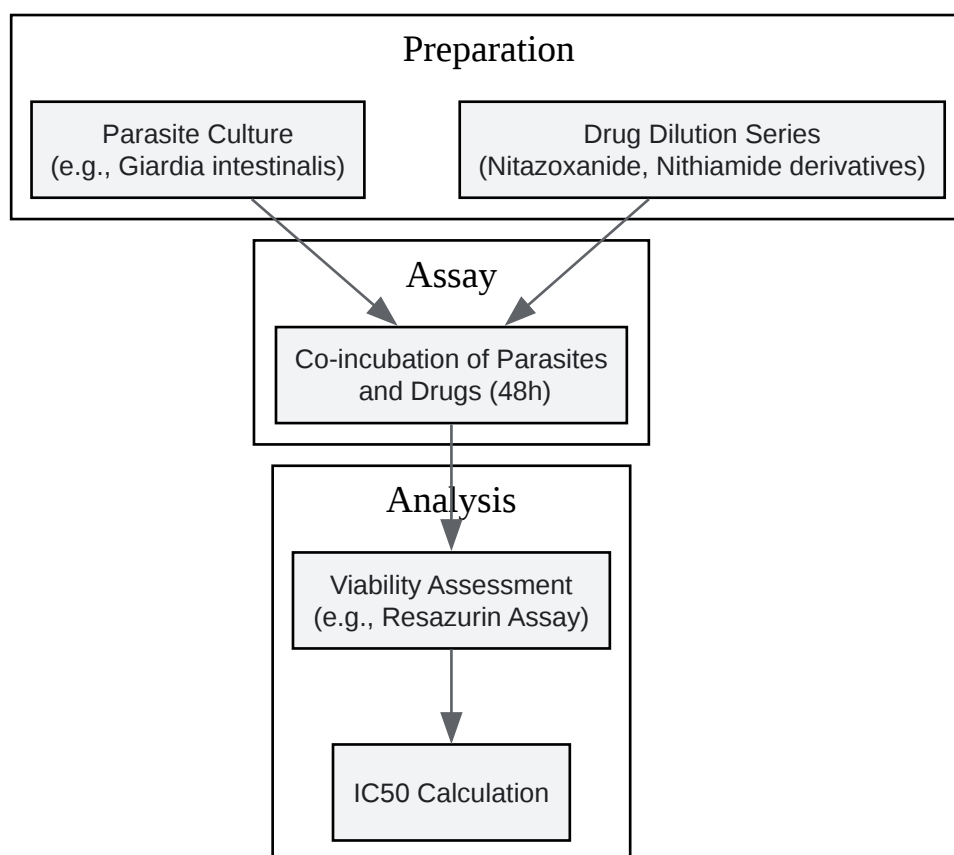 Preparation
Parasite Culture
(e.g., Giardia intestinalis)
Drug Dilution Series
(Nitazoxanide, Nithiamide derivatives)
Assay
Co-incubation of Parasites
and Drugs (48h)
Analysis
Viability Assessment
(e.g., Resazurin Assay)
IC50 Calculation